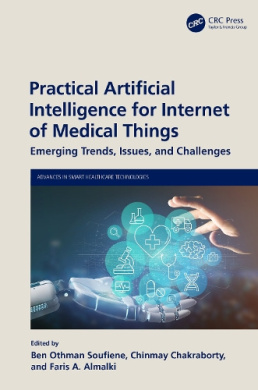 CRC
CRC Press
Taylor & Francis Group
Practical Artificial
Intelligence for Internet
of Medical Things
Emerging Trends, Issues, and Challenges
ADVANCES IN SMART HEALTHCARE TECHNOLOGIES
Edited by
Ben Othman Soufiene, Chinmay Chakraborty,
and Faris A. Almalki